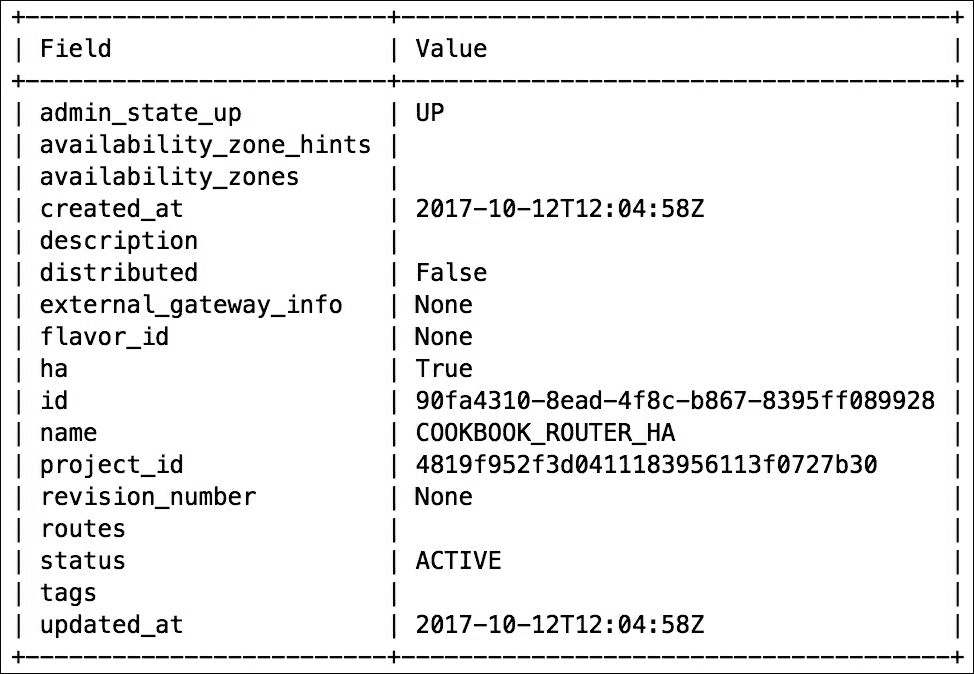 +--------------------------+--------------------------------------+
| Field                    | Value                                |
+--------------------------+--------------------------------------+
| admin_state_up           | UP                                   |
| availability_zone_hints  |                                      |
| availability_zones       |                                      |
| created_at               | 2017-10-12T12:04:58Z                 |
| description              |                                      |
| distributed              | False                                |
| external_gateway_info    | None                                 |
| flavor_id                | None                                 |
| ha                       | True                                 |
| id                       | 90fa4310-8ead-4f8c-b867-8395ff089928 |
| name                     | COOKBOOK_ROUTER_HA                   |
| project_id               | 4819f952f3d0411183956113f0727b30     |
| revision_number          | None                                 |
| routes                   |                                      |
| status                   | ACTIVE                               |
| tags                     |                                      |
| updated_at               | 2017-10-12T12:04:58Z                 |
+--------------------------+--------------------------------------+